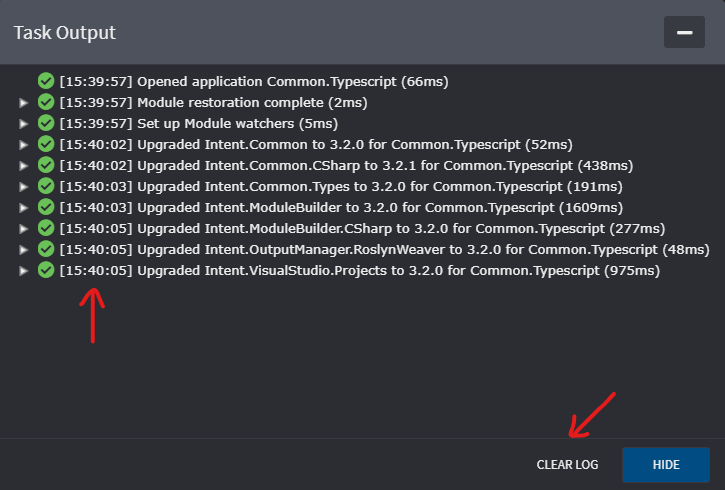 Task Output
[15:39:57] Opened application Common.Typescript (66ms)
[15:39:57] Module restoration complete (2ms)
[15:39:57] Set up Module watchers (5ms)
[15:40:02] Upgraded Intent.Common to 3.2.0 for Common.Typescript (52ms)
[15:40:02] Upgraded Intent.Common.CSharp to 3.2.1 for Common.Typescript (438ms)
[15:40:03] Upgraded Intent.Common.Types to 3.2.0 for Common.Typescript (191ms)
[15:40:03] Upgraded Intent.ModuleBuilder to 3.2.0 for Common.Typescript (1609ms)
[15:40:05] Upgraded Intent.ModuleBuilder.CSharp to 3.2.0 for Common.Typescript (277ms)
[15:40:05] Upgraded Intent.OutputManager.RoslynWeaver to 3.2.0 for Common.Typescript (48ms)
[15:40:05] Upgraded Intent.VisualStudio.Projects to 3.2.0 for Common.Typescript (975ms)
CLEAR LOG HIDE